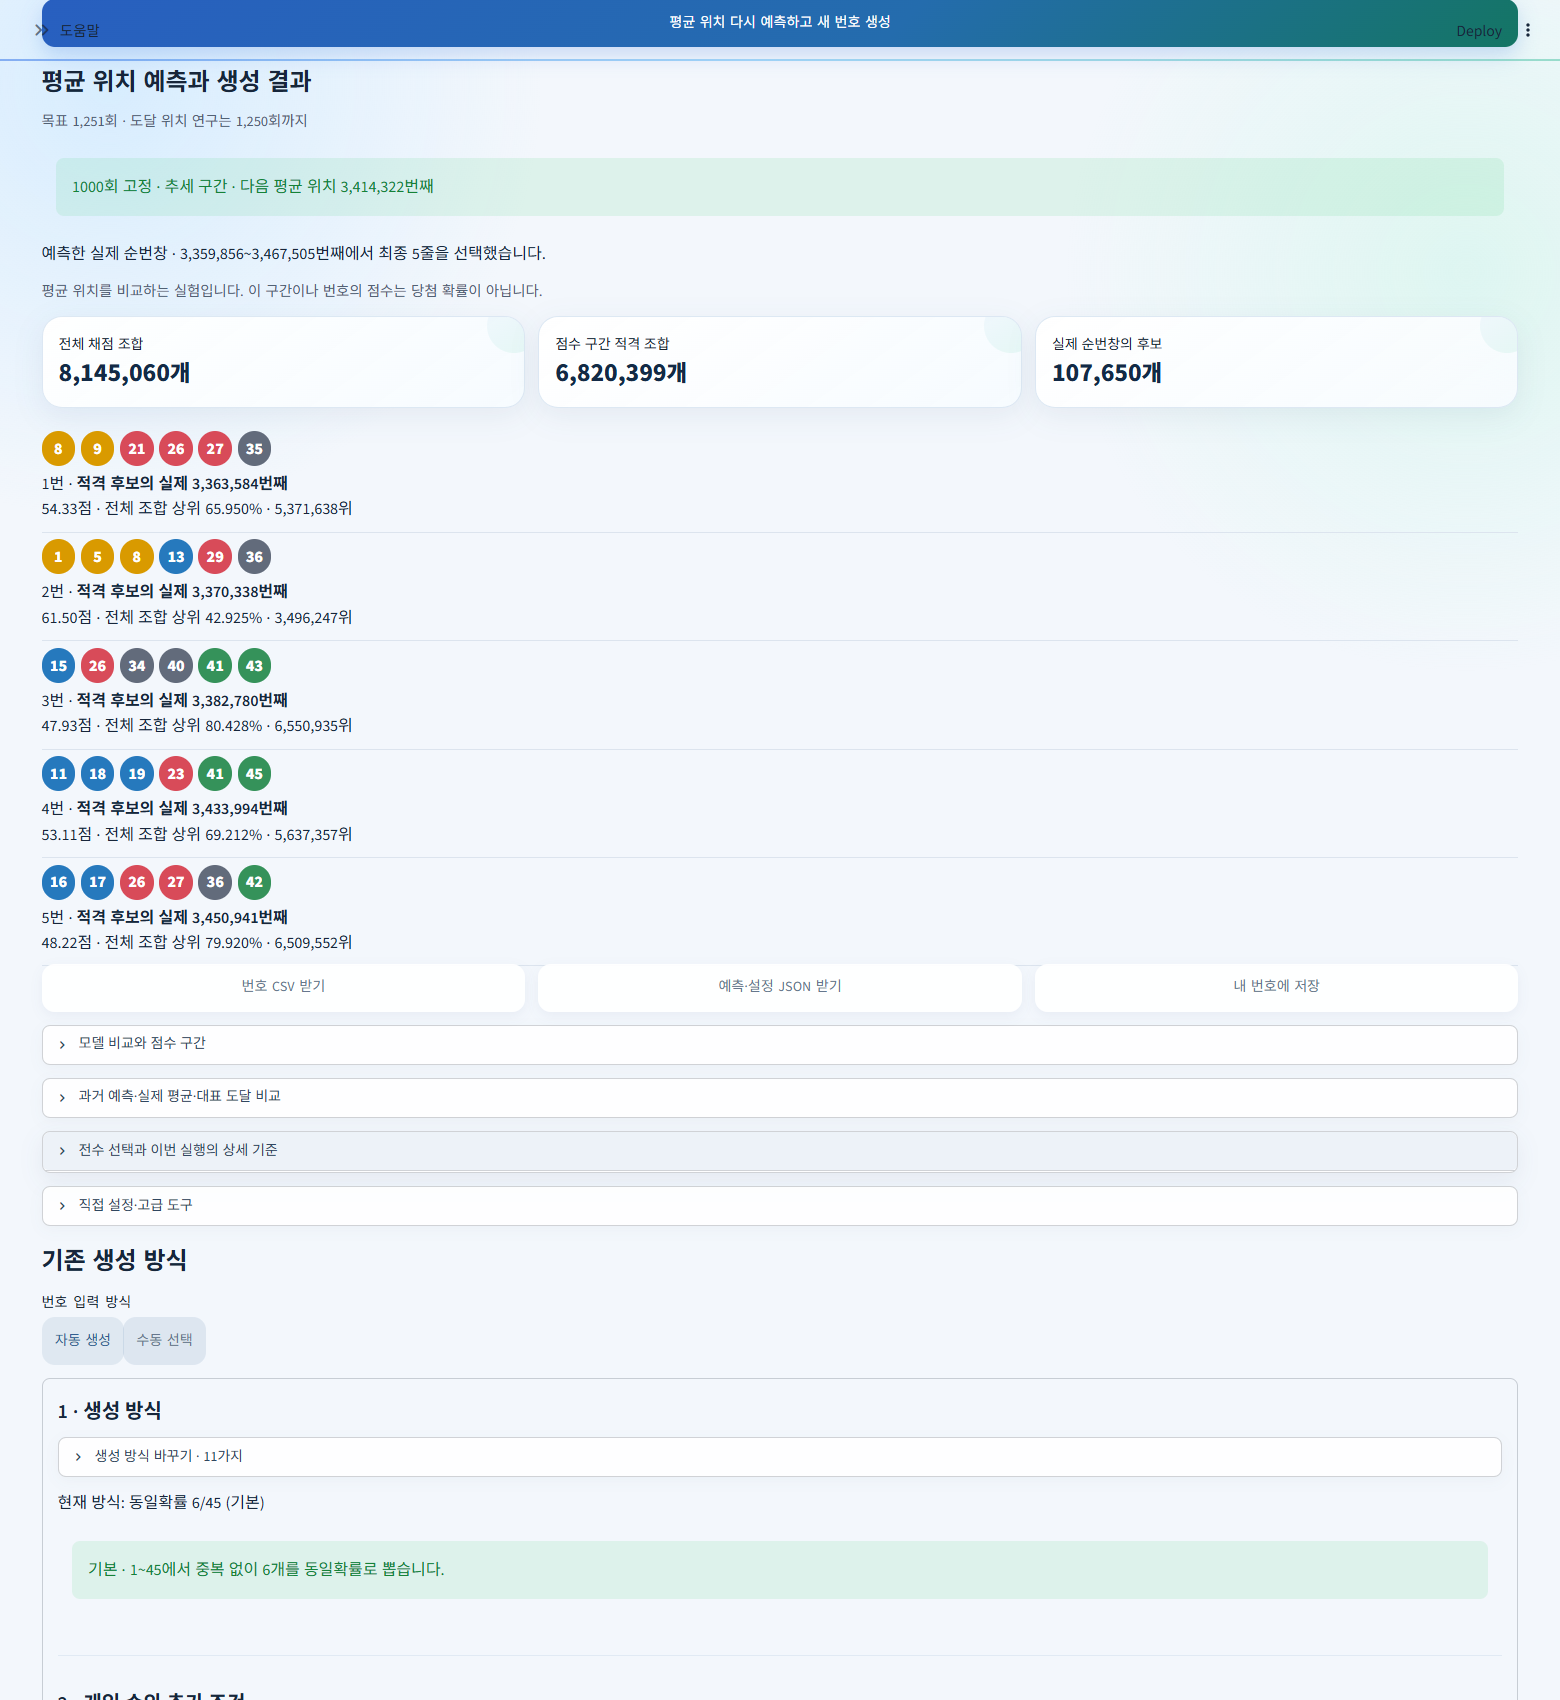 평균 위치 다시 예측하고 새 번호 생성
도움말
Deploy
평균 위치 예측과 생성 결과
목표 1,251회 · 도달 위치 연구는 1,250회까지
1000회 고정 · 추세 구간 · 다음 평균 위치 3,414,322번째
예측한 실제 순번창 · 3,359,856~3,467,505번째에서 최종 5줄을 선택했습니다.
평균 위치를 비교하는 실험입니다. 이 구간이나 번호의 점수는 당첨 확률이 아닙니다.
전체 채점 조합
8,145,060개
점수 구간 적격 조합
6,820,399개
실제 순번창의 후보
107,650개
8 9 21 26 27 35
1번 · 적격 후보의 실제 3,363,584번째
54.33점 · 전체 조합 상위 65.950% · 5,371,638위
1 5 8 13 29 36
2번 · 적격 후보의 실제 3,370,338번째
61.50점 · 전체 조합 상위 42.925% · 3,496,247위
15 26 34 40 41 43
3번 · 적격 후보의 실제 3,382,780번째
47.93점 · 전체 조합 상위 80.428% · 6,550,935위
11 18 19 23 41 45
4번 · 적격 후보의 실제 3,433,994번째
53.11점 · 전체 조합 상위 69.212% · 5,637,357위
16 17 26 27 36 42
5번 · 적격 후보의 실제 3,450,941번째
48.22점 · 전체 조합 상위 79.920% · 6,509,552위
번호 CSV 받기
예측·설정 JSON 받기
내 번호에 저장
모델 비교와 점수 구간
과거 예측·실제 평균·대표 도달 비교
전수 선택과 이번 실행의 상세 기준
직접 설정·고급 도구
기존 생성 방식
번호 입력 방식
자동 생성
수동 선택
1 · 생성 방식
생성 방식 바꾸기 · 11가지
현재 방식: 동일확률 6/45 (기본)
기본 · 1~45에서 중복 없이 6개를 동일확률로 뽑습니다.